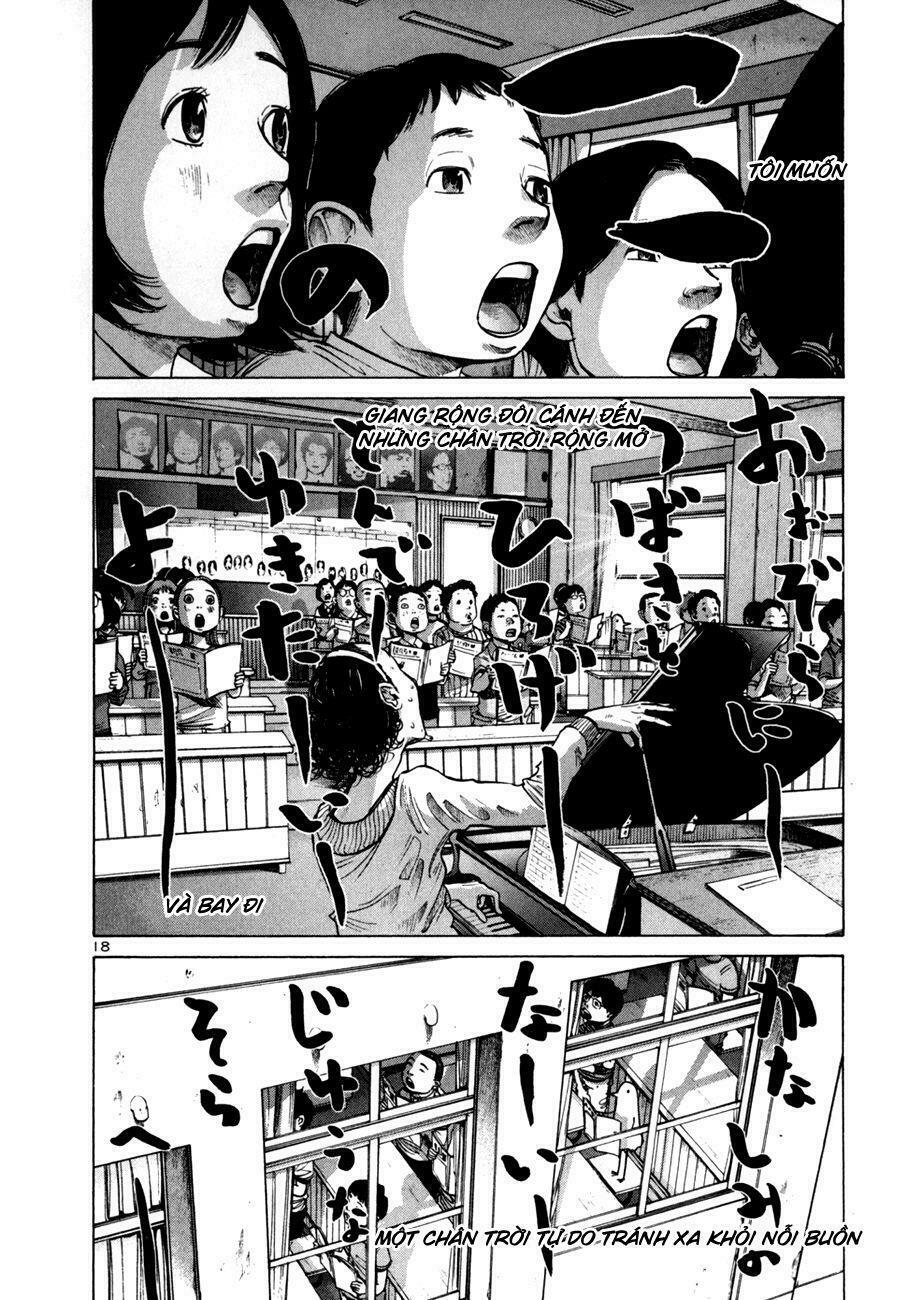 TÔI MUỐN
こ
の
GIANG RỘNG ĐÔI CÁNH ĐẾN
NHỮNG CHÂN TRỜI RỘNG MỞ
おぉぞらにー
つばさを
ひろげー
とんでー
ゆきたーいー
よー
VÀ BAY ĐI
18
かなしみの
なーいー
じゆうな
そら
へー
MỘT CHÂN TRỜI TỰ DO TRÁNH XA KHỎI NỖI BUỒN